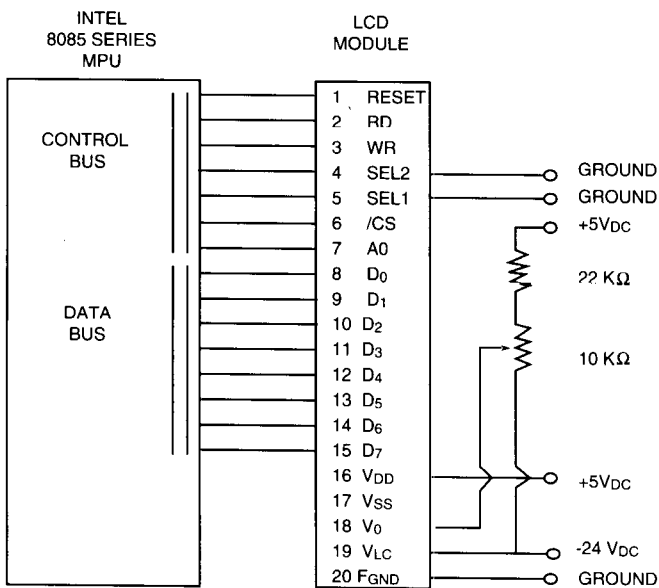 INTEL
8085 SERIES
MPU
LCD
MODULE
CONTROL
BUS
DATA
BUS
1 RESET
2 RD
3 WR
4 SEL2
5 SEL1
6 /CS
7 A0
8 D0
9 D1
10 D2
11 D3
12 D4
13 D5
14 D6
15 D7
16 VDD
17 VSS
18 V0
19 VLC
20 FGND
GROUND
GROUND
+5VDC
22 KΩ
10 KΩ
+5VDC
-24 VDC
GROUND